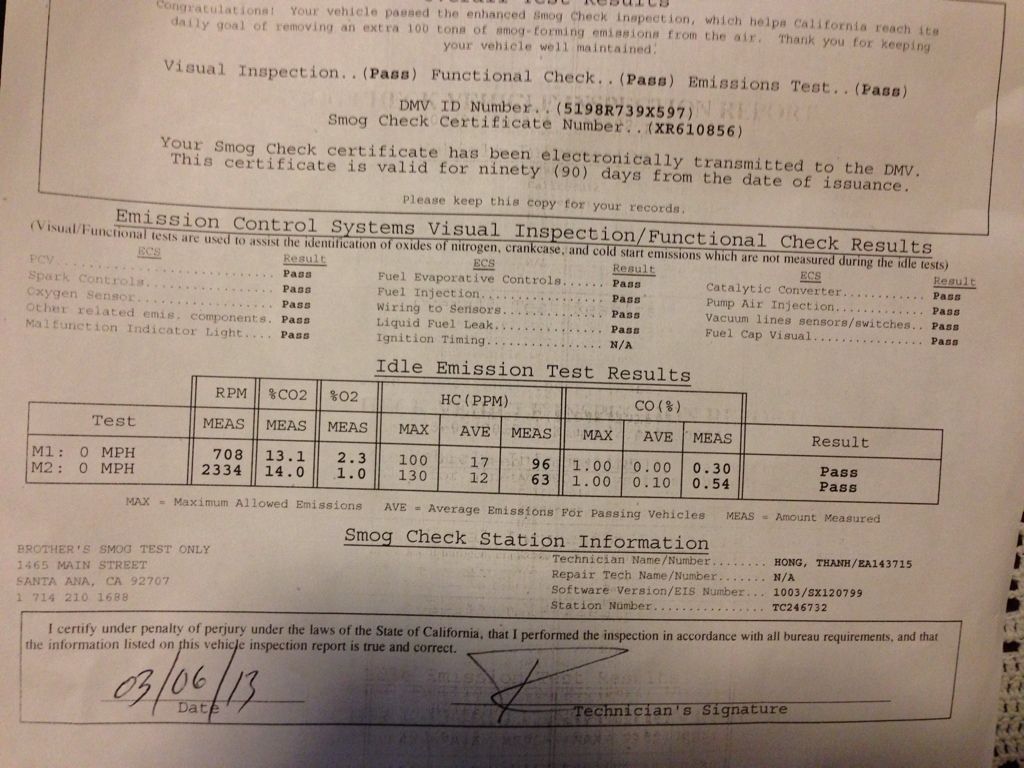 Overall Test Results
Congratulations! Your vehicle passed the enhanced Smog Check inspection, which helps California reach its
daily goal of removing an extra 100 tons of smog-forming emissions from the air. Thank you for keeping
your vehicle well maintained.
Visual Inspection..(Pass) Functional Check..(Pass) Emissions Test..(Pass)
DMV ID Number..(5198R739X597)
Smog Check Certificate Number..(XR610856)
Your Smog Check certificate has been electronically transmitted to the DMV.
This certificate is valid for ninety (90) days from the date of issuance.
Please keep this copy for your records.
Emission Control Systems Visual Inspection/Functional Check Results
(Visual/Functional tests are used to assist the identification of oxides of nitrogen, crankcase, and cold start emissions which are not measured during the idle tests)
ECS Result ECS Result ECS Result
PCV.......................... Pass Fuel Evaporative Controls...... Pass Catalytic Converter............ Pass
Spark Controls............... Pass Fuel Injection................. Pass Pump Air Injection............. Pass
Oxygen Sensor................ Pass Wiring to Sensors.............. Pass Vacuum lines sensors/switches.. Pass
Other related emis. components. Pass Liquid Fuel Leak............... Pass Fuel Cap Visual................ Pass
Malfunction Indicator Light.... Pass Ignition Timing................ N/A
Idle Emission Test Results
RPM %CO2 %O2 HC(PPM) CO(%)
Test MEAS MEAS MEAS MAX AVE MEAS MAX AVE MEAS Result
M1: 0 MPH 708 13.1 2.3 100 17 96 1.00 0.00 0.30 Pass
M2: 0 MPH 2334 14.0 1.0 130 12 63 1.00 0.10 0.54 Pass
MAX = Maximum Allowed Emissions AVE = Average Emissions For Passing Vehicles MEAS = Amount Measured
Smog Check Station Information
BROTHER'S SMOG TEST ONLY Technician Name/Number........ HONG, THANH/EA143715
1465 MAIN STREET Repair Tech Name/Number....... N/A
SANTA ANA, CA 92707 Software Version/EIS Number... 1003/SX120799
1 714 210 1688 Station Number................ TC246732
I certify under penalty of perjury under the laws of the State of California, that I performed the inspection in accordance with all bureau requirements, and that
the information listed on this vehicle inspection report is true and correct.
03/06/13
Date Technician's Signature